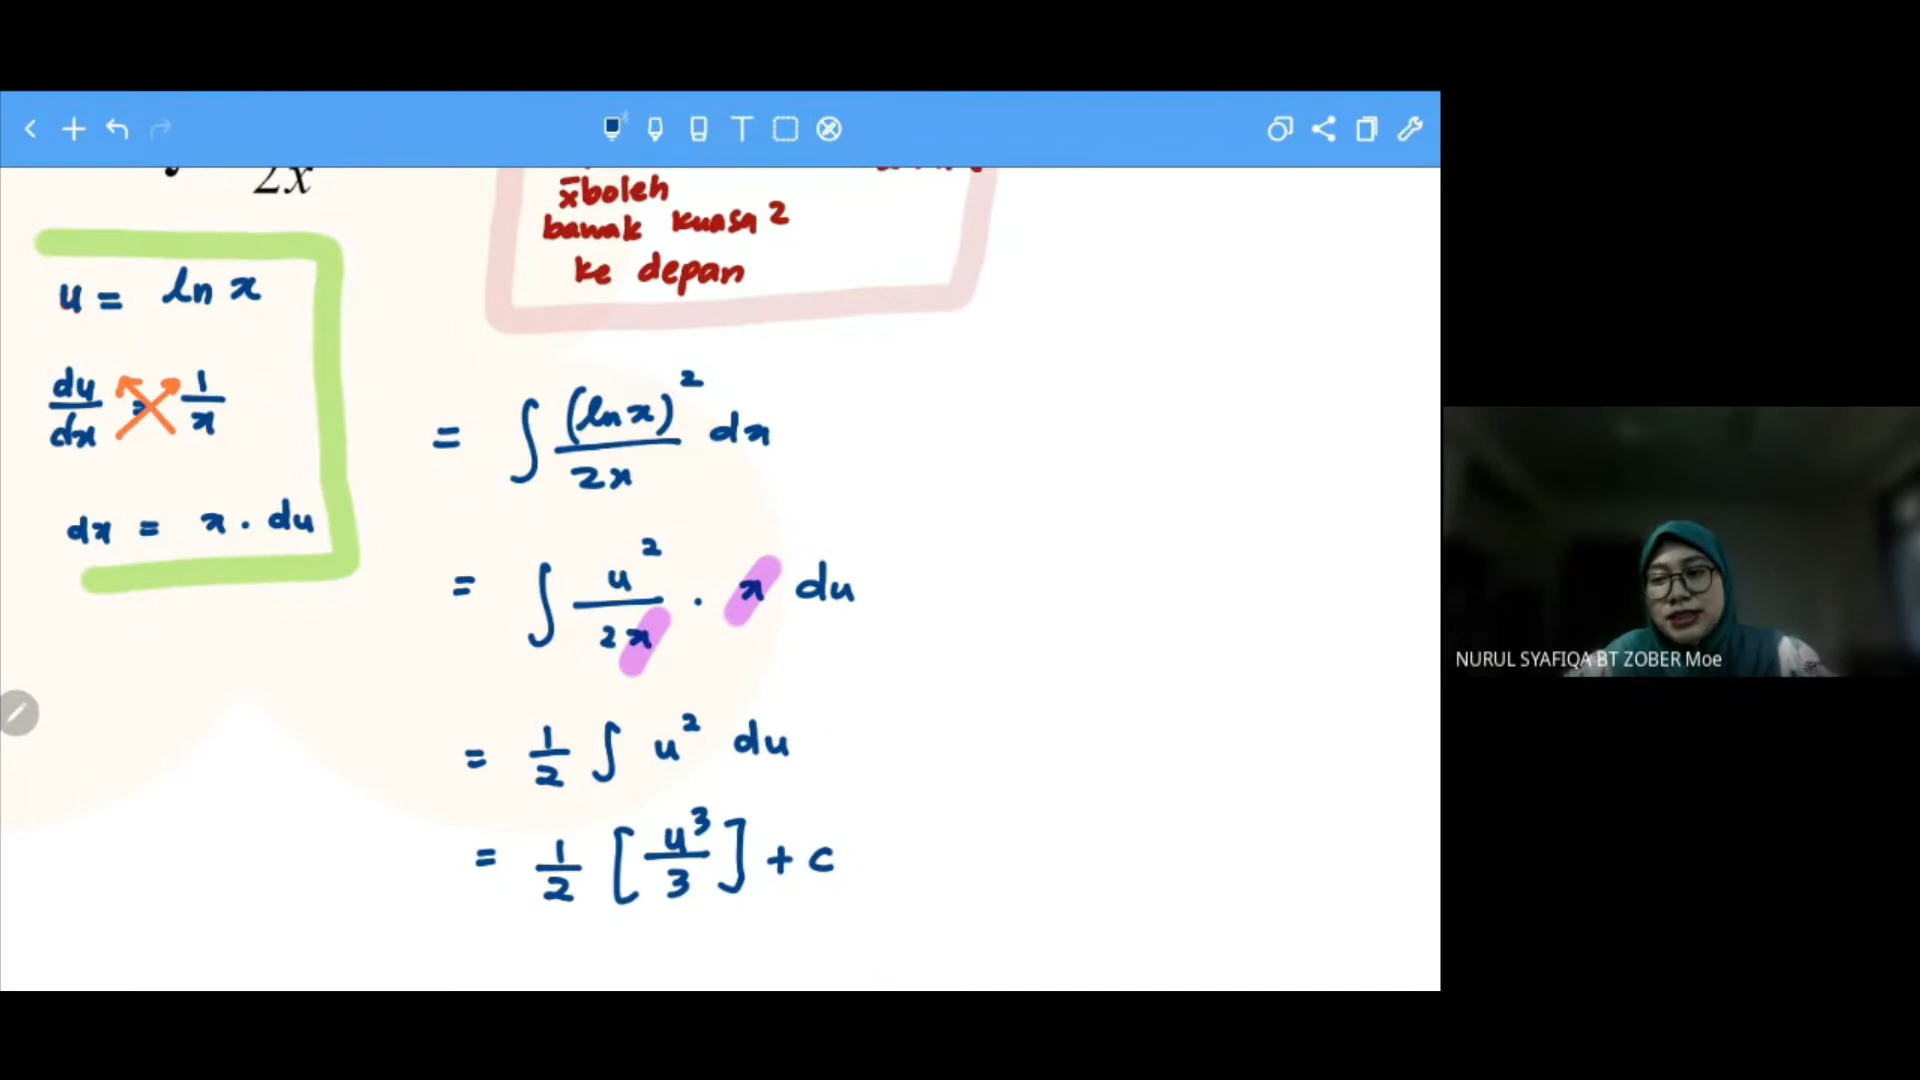 2x
x̄boleh
bawak kuasa 2
ke depan
u = ln x
du/dx = 1/x
dx = x . du
= ∫ (ln x)² / 2x dx
= ∫ u² / 2x . x du
= 1/2 ∫ u² du
= 1/2 [ u³/3 ] + c
T
NURUL SYAFIQA BT ZOBER Moe